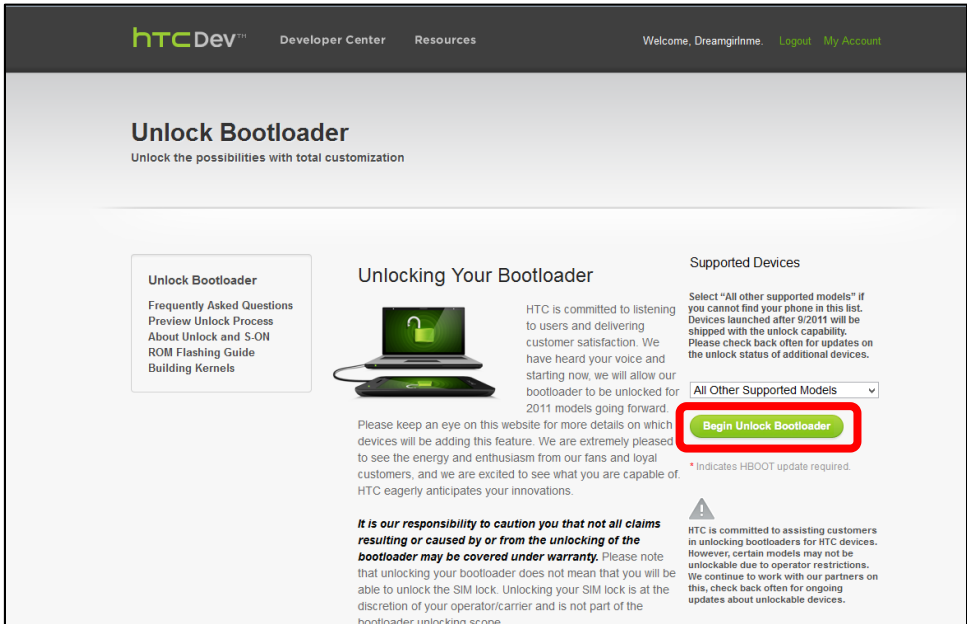 hTC DEV™
Developer Center
Resources
Welcome, Dreamgirlnme.
Logout
My Account
Unlock Bootloader
Unlock the possibilities with total customization
Unlock Bootloader
Frequently Asked Questions
Preview Unlock Process
About Unlock and S-ON
ROM Flashing Guide
Building Kernels
Unlocking Your Bootloader
HTC is committed to listening
to users and delivering
customer satisfaction. We
have heard your voice and
starting now, we will allow our
bootloader to be unlocked for
2011 models going forward.
Please keep an eye on this website for more details on which
devices will be adding this feature. We are extremely pleased
to see the energy and enthusiasm from our fans and loyal
customers, and we are excited to see what you are capable of.
HTC eagerly anticipates your innovations.
It is our responsibility to caution you that not all claims
resulting or caused by or from the unlocking of the
bootloader may be covered under warranty. Please note
that unlocking your bootloader does not mean that you will be
able to unlock the SIM lock. Unlocking your SIM lock is at the
discretion of your operator/carrier and is not part of the
bootloader unlocking scope.
Supported Devices
Select “All other supported models” if
you cannot find your phone in this list.
Devices launched after 9/2011 will be
shipped with the unlock capability.
Please check back often for updates on
the unlock status of additional devices.
All Other Supported Models
Begin Unlock Bootloader
* Indicates HBOOT update required.
HTC is committed to assisting customers
in unlocking bootloaders for HTC devices.
However, certain models may not be
unlockable due to operator restrictions.
We continue to work with our partners on
this, check back often for ongoing
updates about unlockable devices.